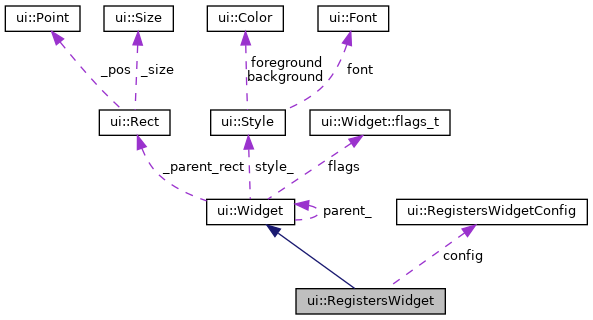 ui::Point
ui::Size
ui::Color
ui::Font
_pos
_size
foreground
background
font
ui::Rect
ui::Style
ui::Widget::flags_t
_parent_rect
style_
flags
ui::Widget
parent_
ui::RegistersWidgetConfig
config
ui::RegistersWidget